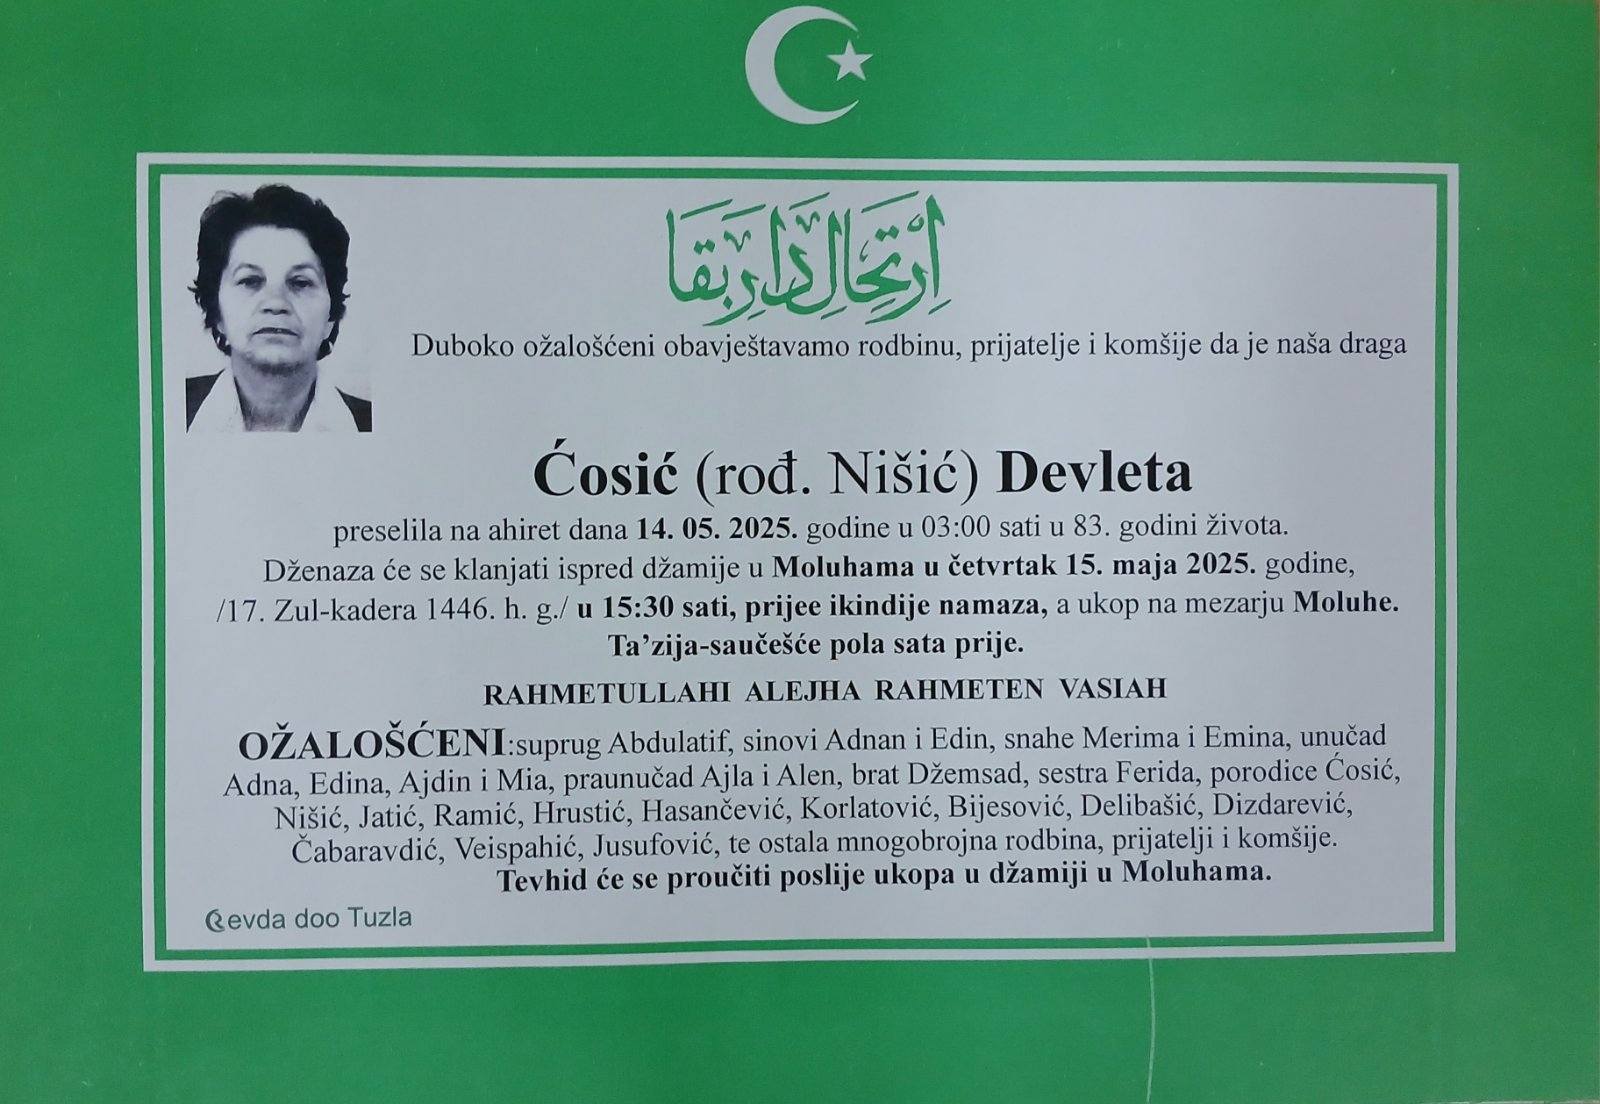 اِرْتِحَالِ دَارِ بَقَا
Duboko ožalošćeni obavještavamo rodbinu, prijatelje i komšije da je naša draga
Ćosić (rođ. Nišić) Devleta
preselila na ahiret dana 14. 05. 2025. godine u 03:00 sati u 83. godini života.
Dženaza će se klanjati ispred džamije u Moluhama u četvrtak 15. maja 2025. godine,
/17. Zul-kadera 1446. h. g./ u 15:30 sati, prijee ikindije namaza, a ukop na mezarju Moluhe.
Ta’zija-saučešće pola sata prije.
RAHMETULLAHI ALEJHA RAHMETEN VASIAH
OŽALOŠĆENI:suprug Abdulatif, sinovi Adnan i Edin, snahe Merima i Emina, unučad
Adna, Edina, Ajdin i Mia, praunučad Ajla i Alen, brat Džemsad, sestra Ferida, porodice Ćosić,
Nišić, Jatić, Ramić, Hrustić, Hasančević, Korlatović, Bijesović, Delibašić, Dizdarević,
Čabaravdić, Veispahić, Jusufović, te ostala mnogobrojna rodbina, prijatelji i komšije.
Tevhid će se proučiti poslije ukopa u džamiji u Moluhama.
Revda doo Tuzla